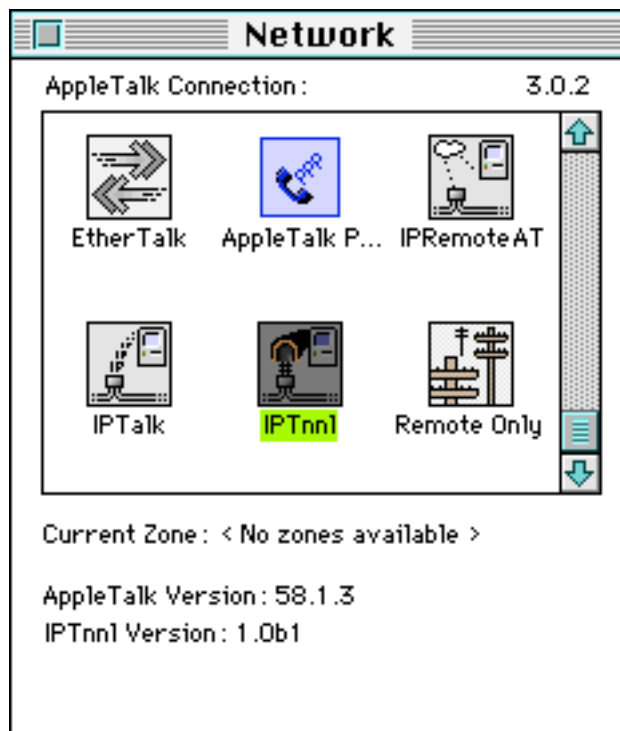 Network
AppleTalk Connection: 3.0.2
EtherTalk AppleTalk P... IPRemoteAT
IPTalk IPTnnl Remote Only
Current Zone: < No zones available >
AppleTalk Version: 58.1.3
IPTnnl Version: 1.0b1